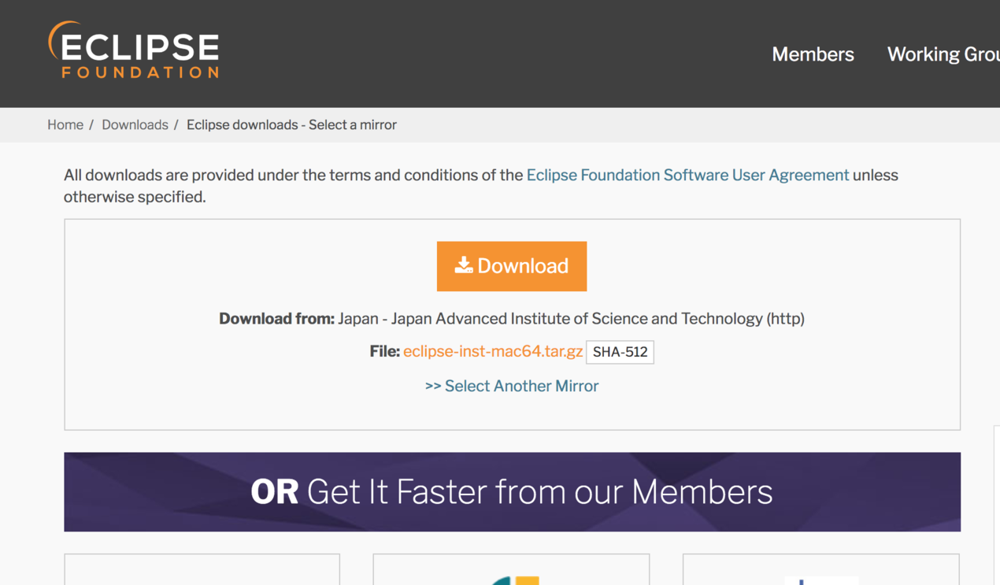 ECLIPSE
FOUNDATION
Members Working Grou
Home / Downloads / Eclipse downloads - Select a mirror
All downloads are provided under the terms and conditions of the Eclipse Foundation Software User Agreement unless
otherwise specified.
Download
Download from: Japan - Japan Advanced Institute of Science and Technology (http)
File: eclipse-inst-mac64.tar.gz SHA-512
>> Select Another Mirror
OR Get It Faster from our Members